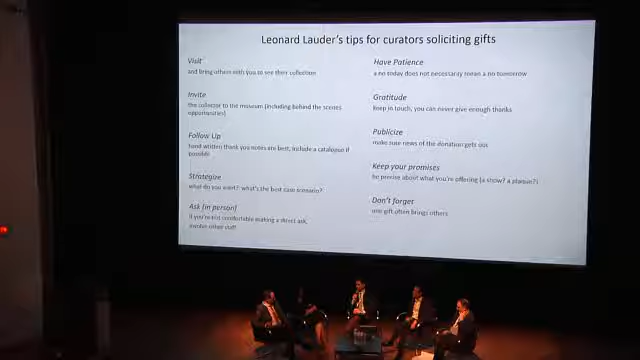 Leonard Lauder's tips for curators soliciting gifts
Visit
and bring others with you to see their collection
Invite
the collector to the museum (including behind the scenes
opportunities)
Follow Up
hand written thank you notes are best, include a catalogue if
possible
Strategize
what do you want? what's the best case scenario?
Ask (in person)
if you're not comfortable making a direct ask,
involve other staff
Have Patience
a no today does not necessarily mean a no tomorrow
Gratitude
keep in touch, you can never give enough thanks
Publicize
make sure news of the donation gets out
Keep your promises
be precise about what you're offering (a show? a plaque?)
Don't forget
one gift often brings others